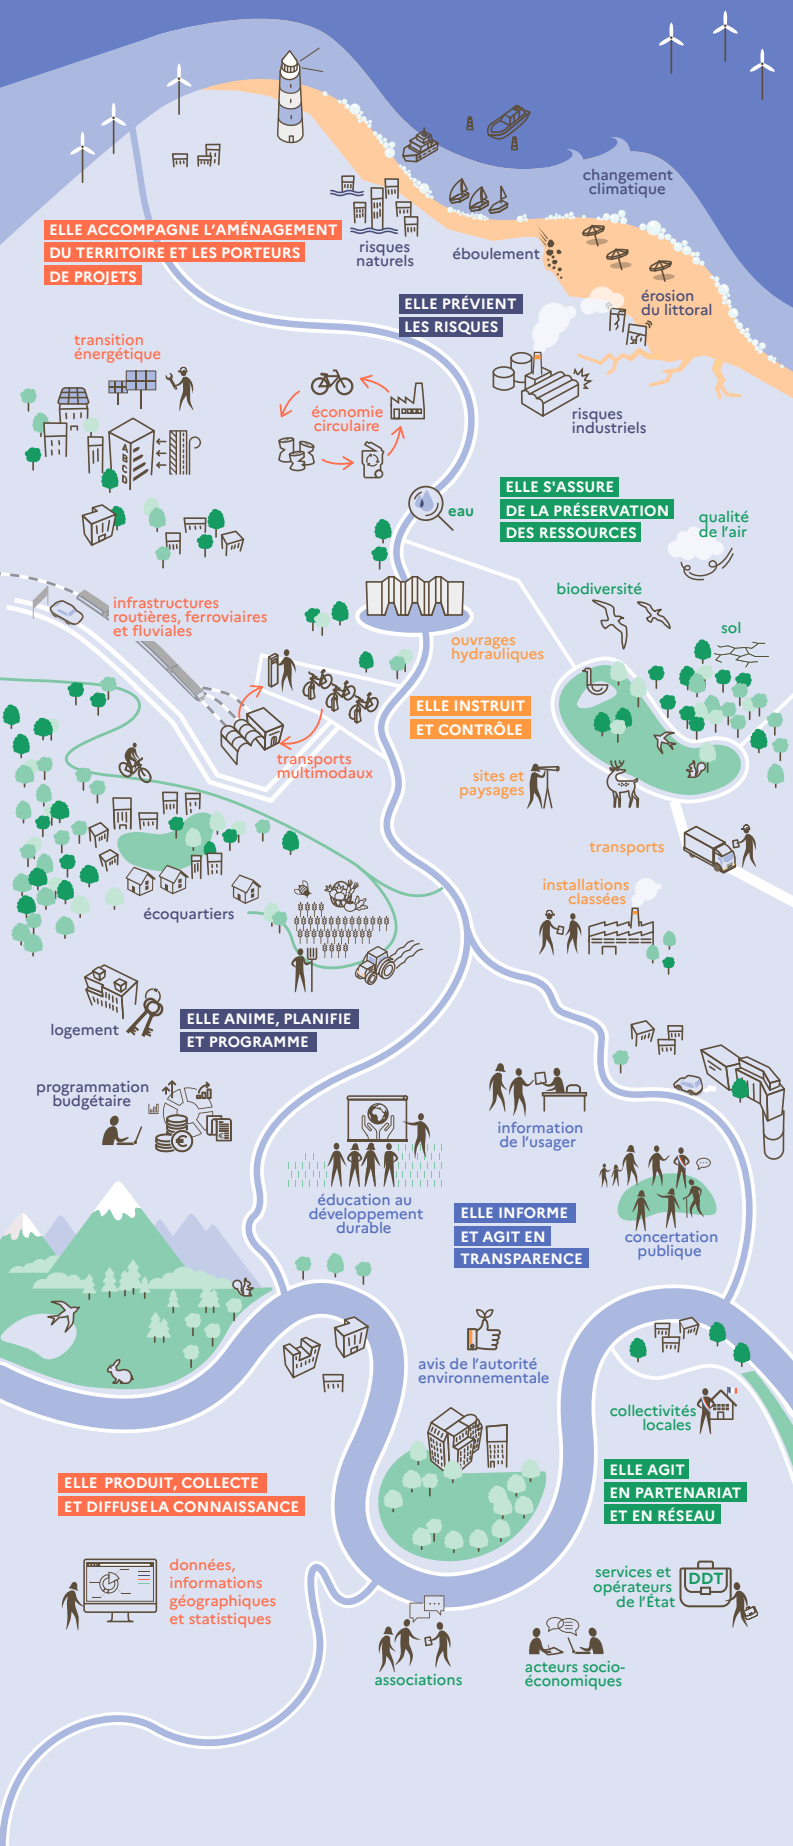 changement
climatique
ELLE ACCOMPAGNE L'AMÉNAGEMENT
DU TERRITOIRE ET LES PORTEURS
DE PROJETS
risques
naturels
éboulement
érosion
du littoral
ELLE PRÉVIENT
LES RISQUES
transition
énergétique
A
B
C
D
économie
circulaire
risques
industriels
ELLE S'ASSURE
DE LA PRÉSERVATION
DES RESSOURCES
eau
qualité
de l'air
biodiversité
sol
infrastructures
routières, ferroviaires
et fluviales
ouvrages
hydrauliques
ELLE INSTRUIT
ET CONTRÔLE
transports
multimodaux
sites et
paysages
transports
installations
classées
écoquartiers
logement
ELLE ANIME, PLANIFIE
ET PROGRAMME
programmation
budgétaire
€
€
information
de l'usager
éducation au
développement
durable
ELLE INFORME
ET AGIT EN
TRANSPARENCE
concertation
publique
avis de l'autorité
environnementale
collectivités
locales
ELLE PRODUIT, COLLECTE
ET DIFFUSE LA CONNAISSANCE
ELLE AGIT
EN PARTENARIAT
ET EN RÉSEAU
données,
informations
géographiques
et statistiques
services et
opérateurs
de l'État
DDT
associations
acteurs socio-
économiques